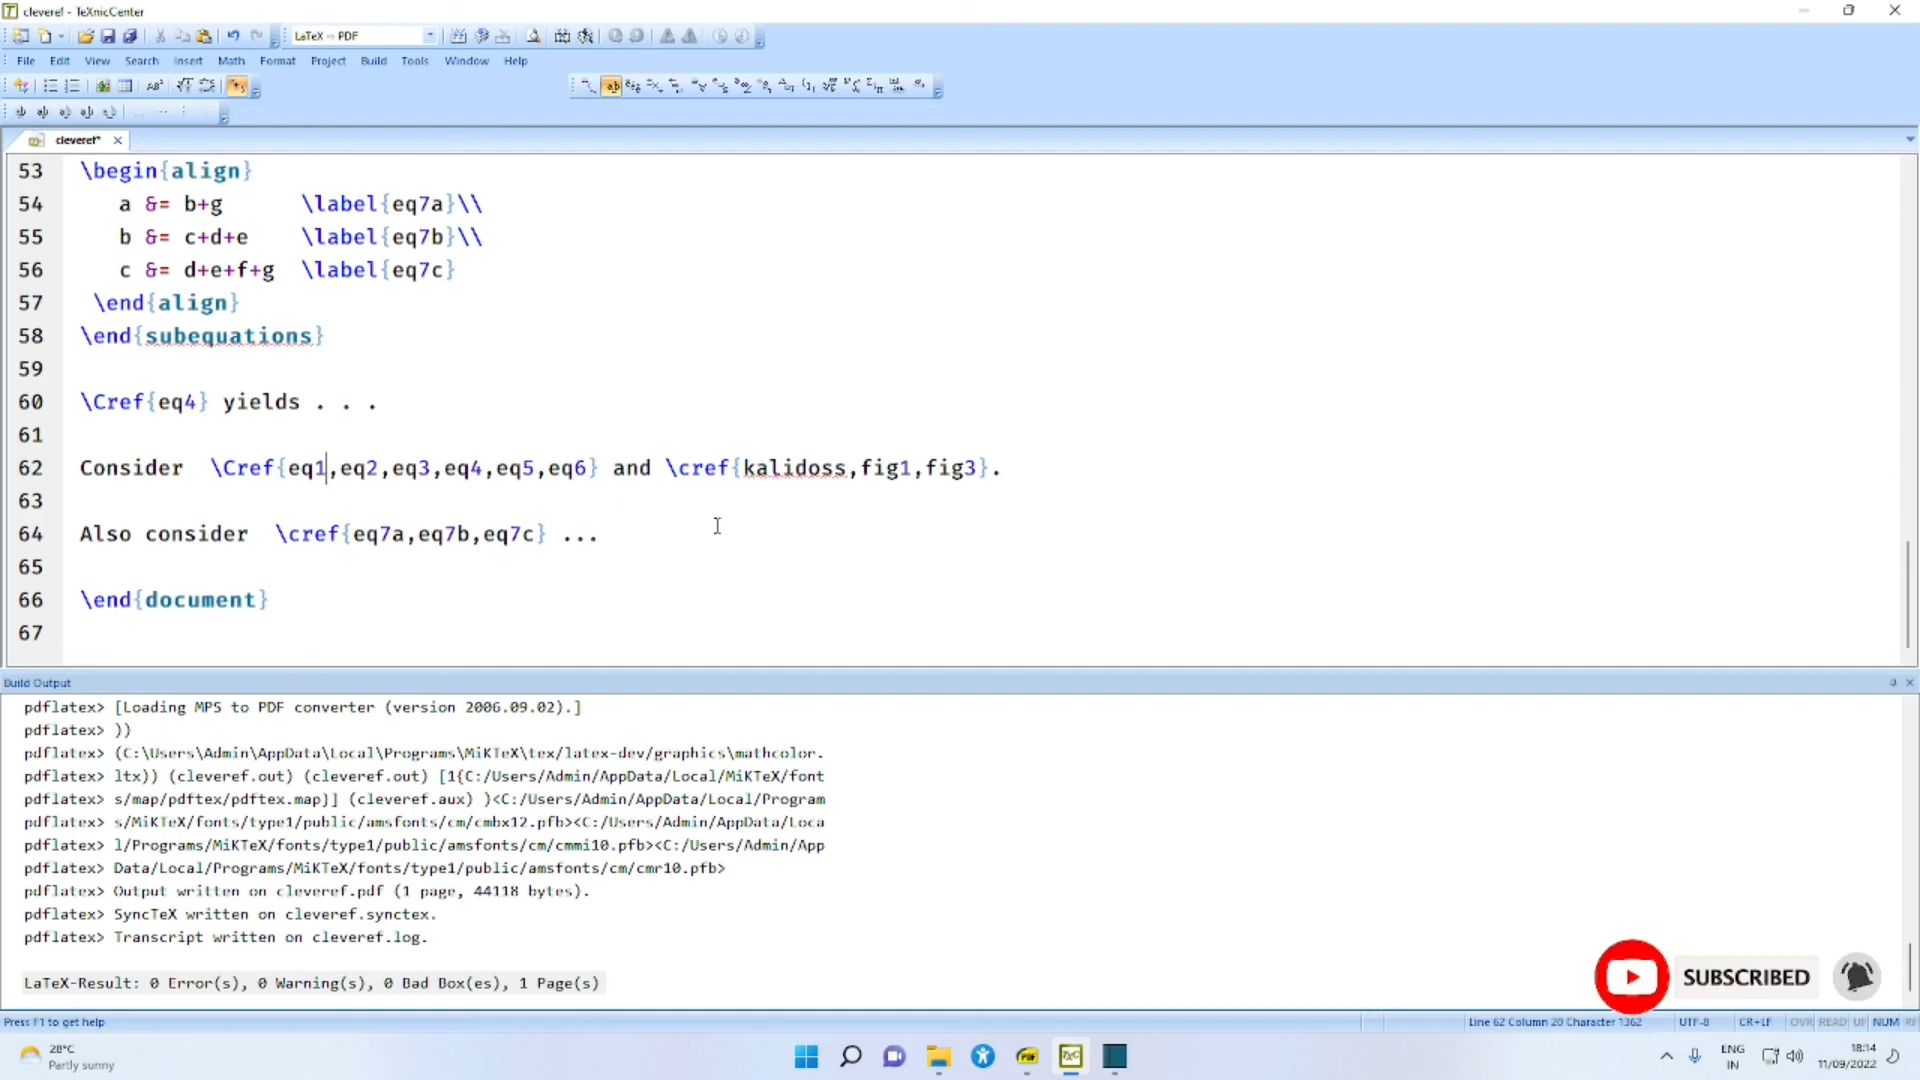 cleveref - TeXnicCenter
LaTeX ⇨ PDF
File Edit View Search Insert Math Format Project Build Tools Window Help
cleveref*
53 \begin{align}
54 a &= b+g \label{eq7a}\\
55 b &= c+d+e \label{eq7b}\\
56 c &= d+e+f+g \label{eq7c}
57 \end{align}
58 \end{subequations}
59
60 \Cref{eq4} yields . . .
61
62 Consider \Cref{eq1,eq2,eq3,eq4,eq5,eq6} and \cref{kalidoss,fig1,fig3}.
63
64 Also consider \cref{eq7a,eq7b,eq7c} ...
65
66 \end{document}
67
Build Output
pdflatex> [Loading MPS to PDF converter (version 2006.09.02).]
pdflatex> ))
pdflatex> (C:\Users\Admin\AppData\Local\Programs\MiKTeX\tex/latex-dev/graphics\mathcolor.
pdflatex> ltx)) (cleveref.out) (cleveref.out) [1{C:/Users/Admin/AppData/Local/MiKTeX/font
pdflatex> s/map/pdftex/pdftex.map}] (cleveref.aux) )<C:/Users/Admin/AppData/Local/Program
pdflatex> s/MiKTeX/fonts/type1/public/amsfonts/cm/cmbx12.pfb><C:/Users/Admin/AppData/Loca
pdflatex> l/Programs/MiKTeX/fonts/type1/public/amsfonts/cm/cmmi10.pfb><C:/Users/Admin/App
pdflatex> Data/Local/Programs/MiKTeX/fonts/type1/public/amsfonts/cm/cmr10.pfb>
pdflatex> Output written on cleveref.pdf (1 page, 44118 bytes).
pdflatex> SyncTeX written on cleveref.synctex.
pdflatex> Transcript written on cleveref.log.
LaTeX-Result: 0 Error(s), 0 Warning(s), 0 Bad Box(es), 1 Page(s)
SUBSCRIBED
Press F1 to get help
Line 62 Column 20 Character 1362 UTF-8 CR+LF OVR READ NUM
28°C
Partly sunny
ENG
IN
18:14
11/09/2022